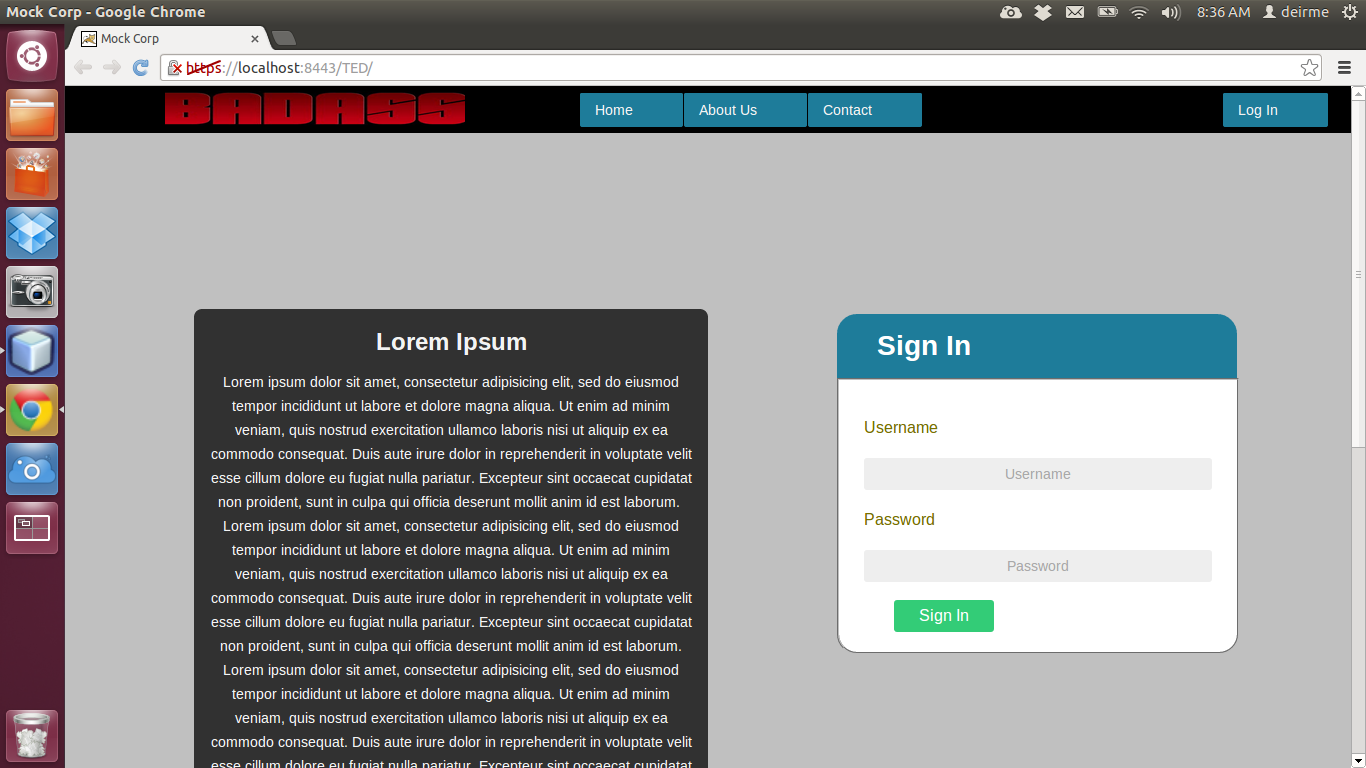 Mock Corp - Google Chrome
8:36 AM
deirme
Mock Corp
https://localhost:8443/TED/
BADASS
Home
About Us
Contact
Log In
Lorem Ipsum
Lorem ipsum dolor sit amet, consectetur adipisicing elit, sed do eiusmod
tempor incididunt ut labore et dolore magna aliqua. Ut enim ad minim
veniam, quis nostrud exercitation ullamco laboris nisi ut aliquip ex ea
commodo consequat. Duis aute irure dolor in reprehenderit in voluptate velit
esse cillum dolore eu fugiat nulla pariatur. Excepteur sint occaecat cupidatat
non proident, sunt in culpa qui officia deserunt mollit anim id est laborum.
Lorem ipsum dolor sit amet, consectetur adipisicing elit, sed do eiusmod
tempor incididunt ut labore et dolore magna aliqua. Ut enim ad minim
veniam, quis nostrud exercitation ullamco laboris nisi ut aliquip ex ea
commodo consequat. Duis aute irure dolor in reprehenderit in voluptate velit
esse cillum dolore eu fugiat nulla pariatur. Excepteur sint occaecat cupidatat
non proident, sunt in culpa qui officia deserunt mollit anim id est laborum.
Lorem ipsum dolor sit amet, consectetur adipisicing elit, sed do eiusmod
tempor incididunt ut labore et dolore magna aliqua. Ut enim ad minim
veniam, quis nostrud exercitation ullamco laboris nisi ut aliquip ex ea
commodo consequat. Duis aute irure dolor in reprehenderit in voluptate velit
esse cillum dolore eu fugiat nulla pariatur. Excepteur sint occaecat cupidatat
Sign In
Username
Username
Password
Password
Sign In